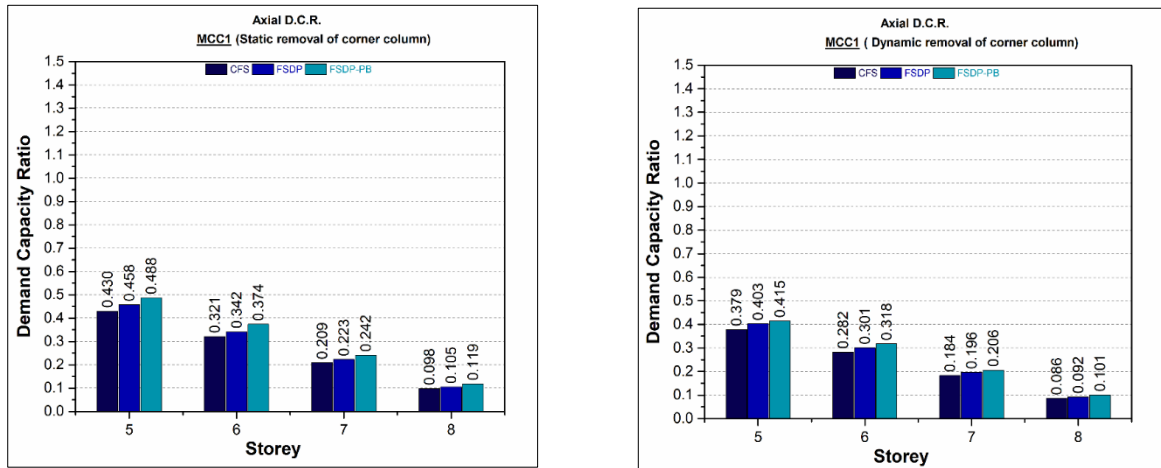 Axial D.C.R.
MCC1 (Static removal of corner column)
CFS FSDP FSDP-PB
Demand Capacity Ratio
1.5
1.4
1.3
1.2
1.1
1.0
0.9
0.8
0.7
0.6
0.5
0.4
0.3
0.2
0.1
0.0
0.430 0.458 0.488
0.321 0.342 0.374
0.209 0.223 0.242
0.098 0.105 0.119
5 6 7 8
Storey
Axial D.C.R.
MCC1 ( Dynamic removal of corner column)
CFS FSDP FSDP-PB
Demand Capacity Ratio
1.5
1.4
1.3
1.2
1.1
1.0
0.9
0.8
0.7
0.6
0.5
0.4
0.3
0.2
0.1
0.0
0.379 0.403 0.415
0.282 0.301 0.318
0.184 0.196 0.206
0.086 0.092 0.101
5 6 7 8
Storey